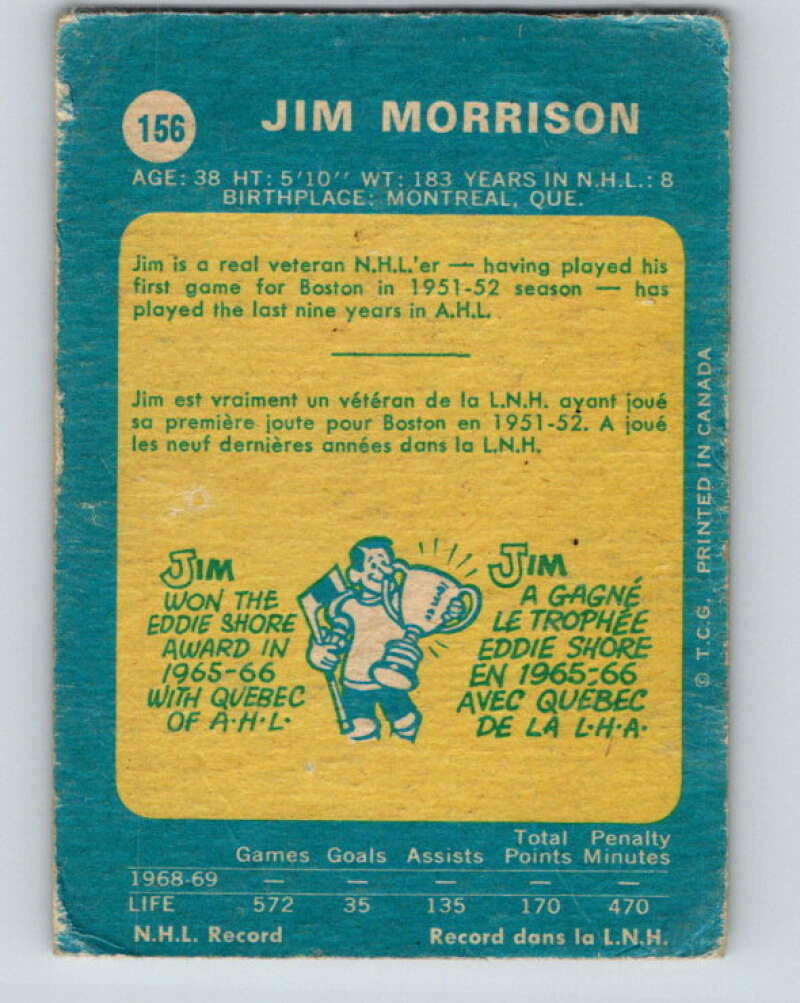 156
JIM MORRISON
AGE: 38 HT: 5'10'' WT: 183 YEARS IN N.H.L.: 8
BIRTHPLACE: MONTREAL, QUE.
Jim is a real veteran N.H.L.'er — having played his
first game for Boston in 1951-52 season — has
played the last nine years in A.H.L.
Jim est vraiment un vétéran de la L.N.H. ayant joué
sa première joute pour Boston en 1951-52. A joué
les neuf dernières années dans la L.N.H.
JIM
WON THE
EDDIE SHORE
AWARD IN
1965-66
WITH QUEBEC
OF A·H·L·
JIM
A GAGNÉ
LE TROPHÉE
EDDIE SHORE
EN 1965-66
AVEC QUÉBEC
DE LA L·H·A·
© T.C.G. PRINTED IN CANADA
Total Penalty
Games Goals Assists Points Minutes
1968-69 — — — — —
LIFE 572 35 135 170 470
N.H.L. Record Record dans la L.N.H.